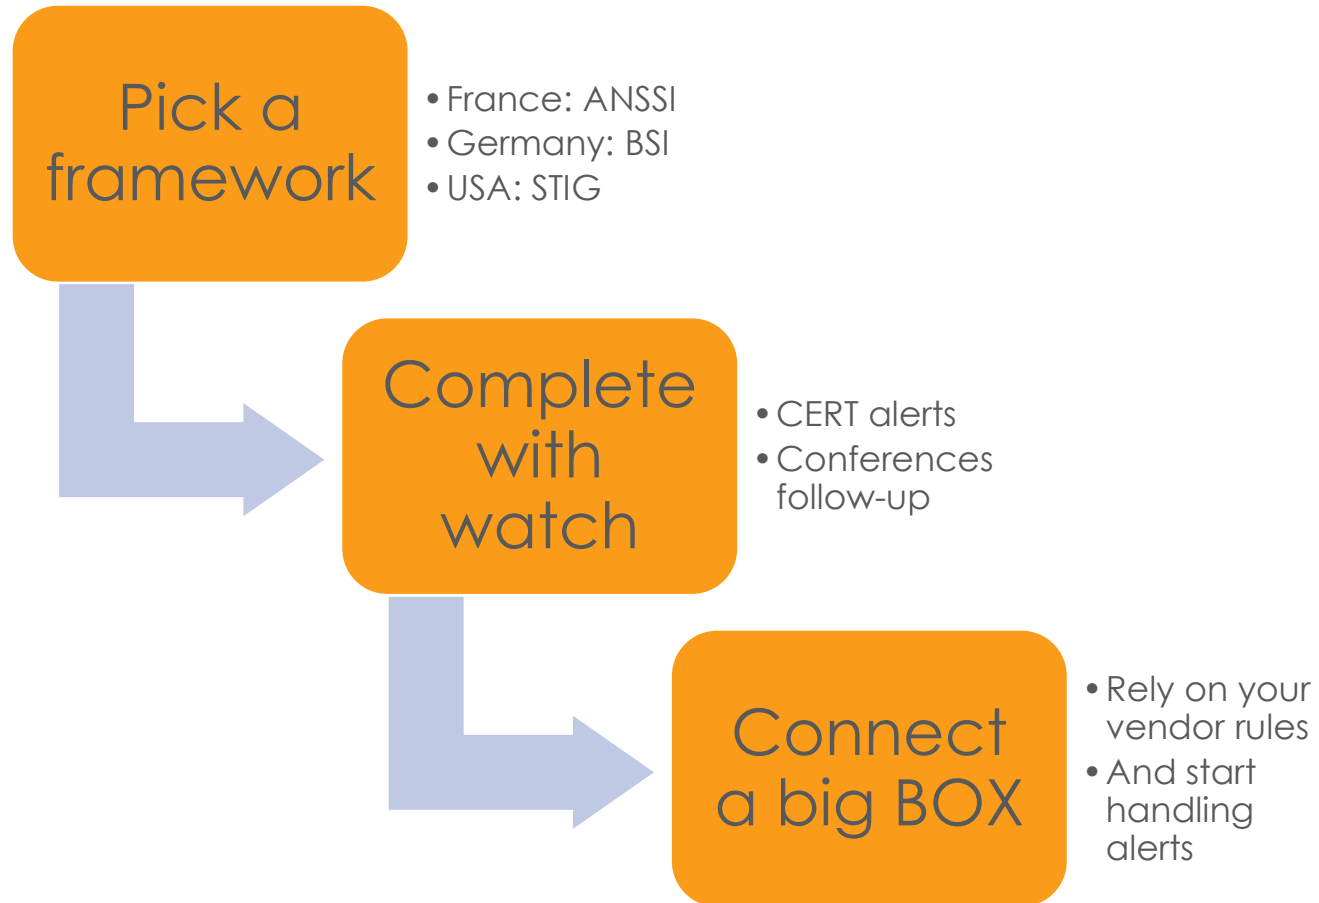 Pick a
framework
• France: ANSSI
• Germany: BSI
• USA: STIG
Complete
with
watch
• CERT alerts
• Conferences
follow-up
Connect
a big BOX
• Rely on your
vendor rules
• And start
handling
alerts